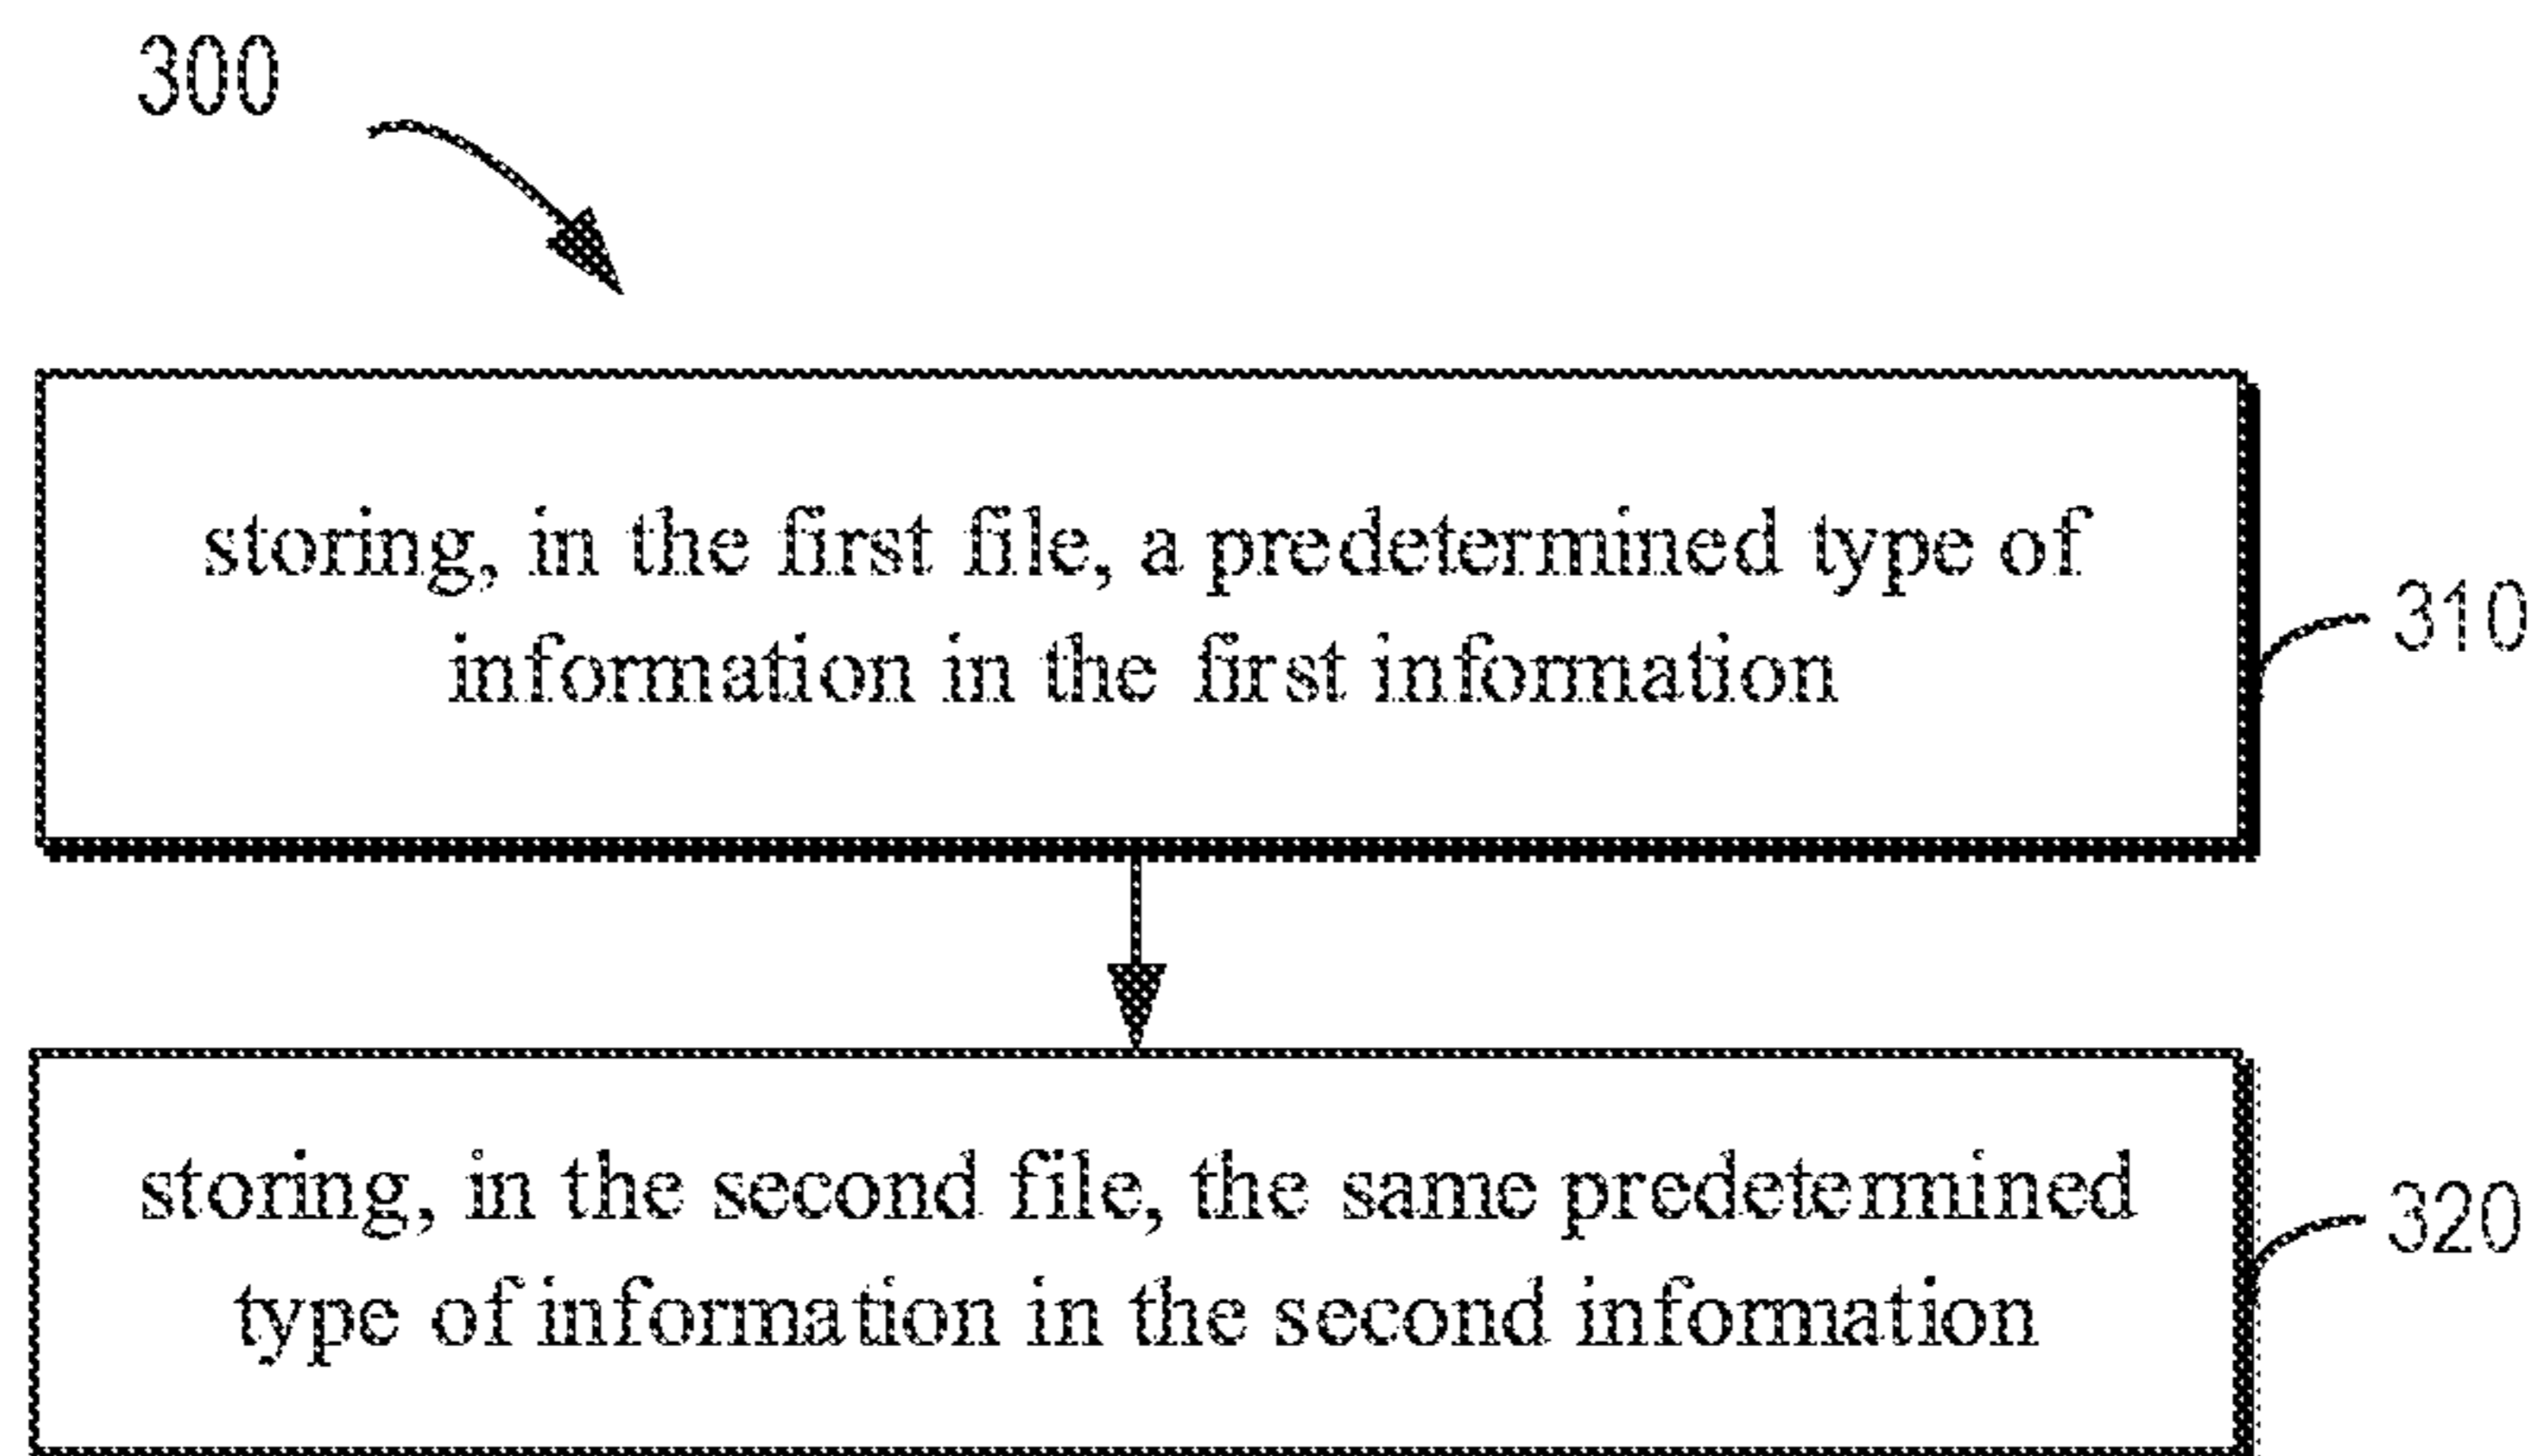 300
storing, in the first file, a predetermined type of
information in the first information
310
storing, in the second file, the same predetermined
type of information in the second information
320